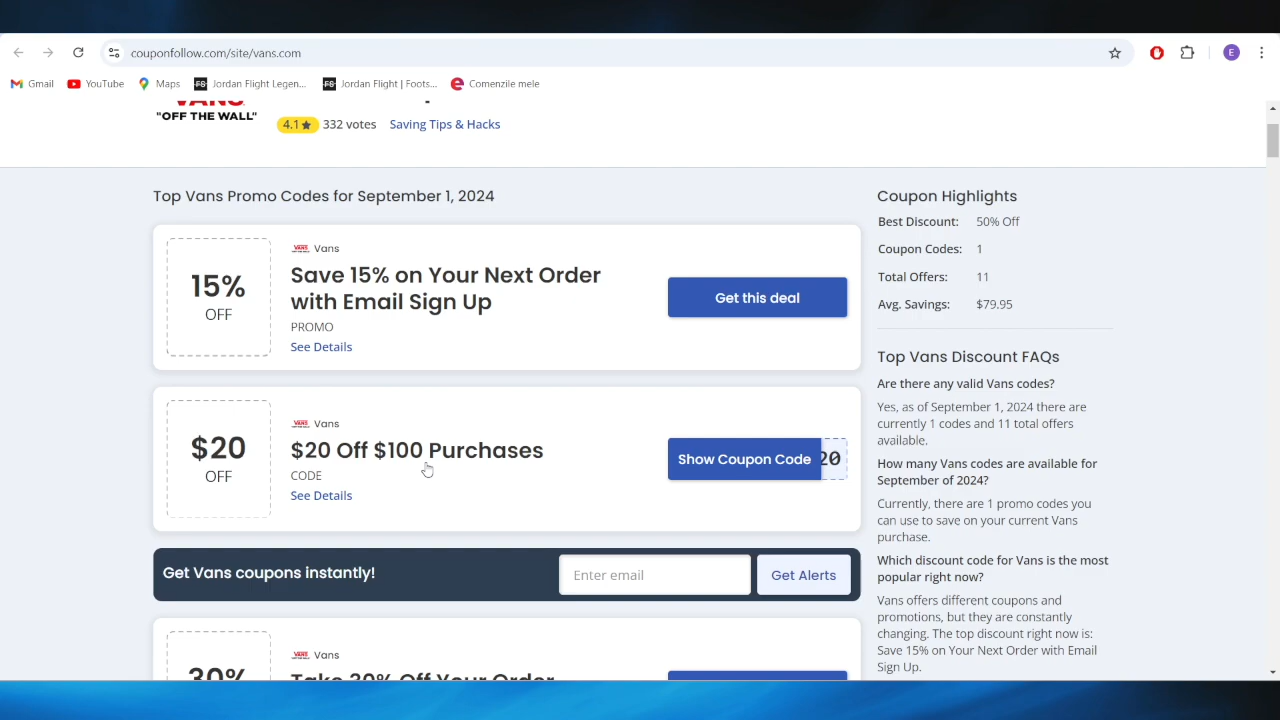 couponfollow.com/site/vans.com
E
Gmail
YouTube
Maps
Jordan Flight Legen...
Jordan Flight | Foots...
Comenzile mele
"OFF THE WALL"
4.1★ 332 votes Saving Tips & Hacks
Top Vans Promo Codes for September 1, 2024
15%
OFF
Vans
Save 15% on Your Next Order
with Email Sign Up
PROMO
See Details
Get this deal
$20
OFF
Vans
$20 Off $100 Purchases
CODE
See Details
Show Coupon Code
20
Get Vans coupons instantly!
Enter email
Get Alerts
30%
Vans
Take 30% Off Your Order
Coupon Highlights
Best Discount: 50% Off
Coupon Codes: 1
Total Offers: 11
Avg. Savings: $79.95
Top Vans Discount FAQs
Are there any valid Vans codes?
Yes, as of September 1, 2024 there are
currently 1 codes and 11 total offers
available.
How many Vans codes are available for
September of 2024?
Currently, there are 1 promo codes you
can use to save on your current Vans
purchase.
Which discount code for Vans is the most
popular right now?
Vans offers different coupons and
promotions, but they are constantly
changing. The top discount right now is:
Save 15% on Your Next Order with Email
Sign Up.